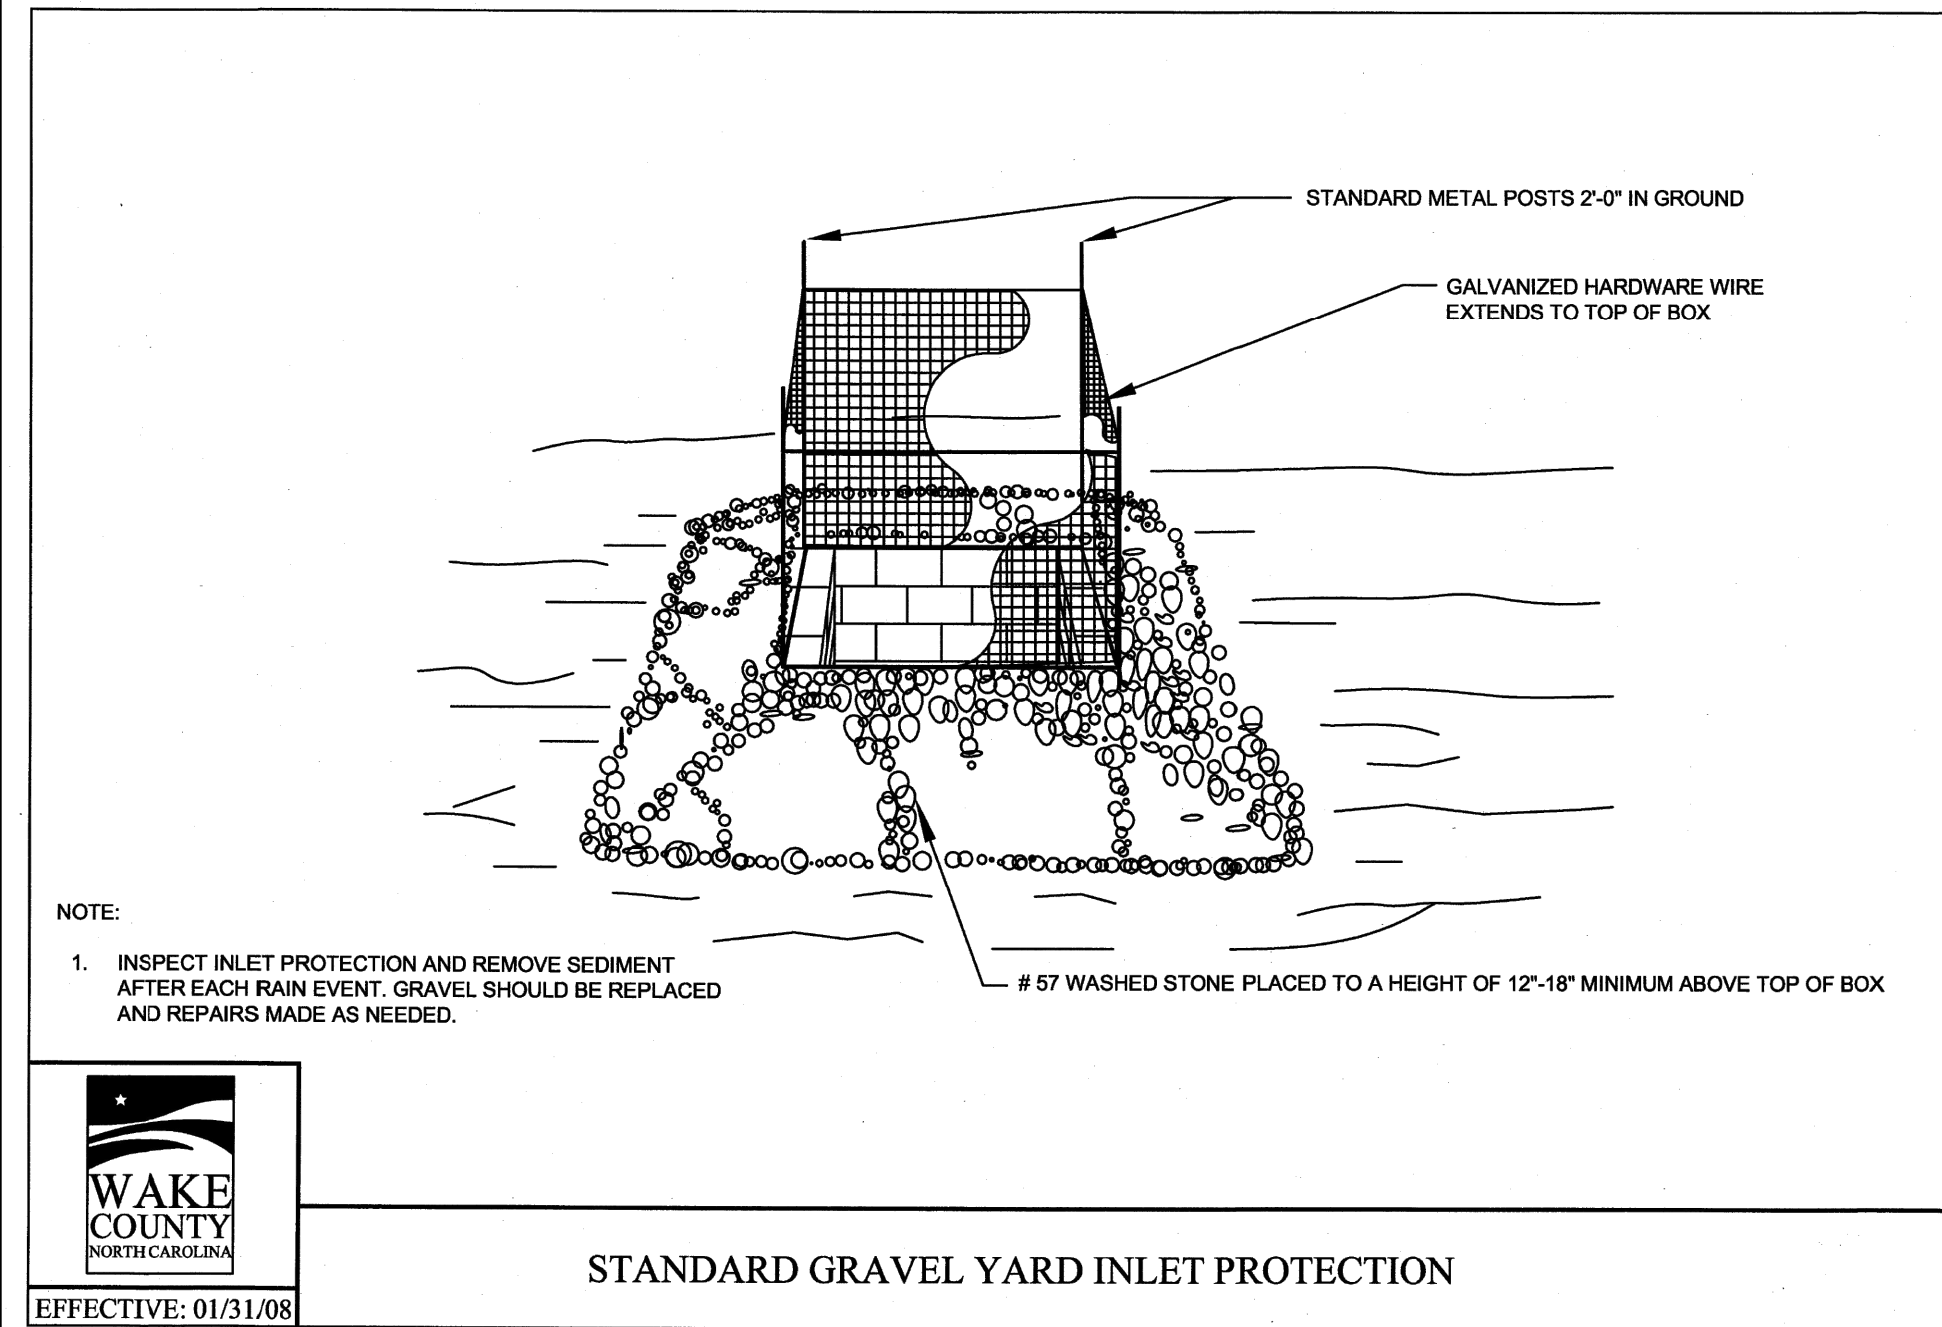 STANDARD METAL POSTS 2'-0" IN GROUND
GALVANIZED HARDWARE WIRE
EXTENDS TO TOP OF BOX
NOTE:
1. INSPECT INLET PROTECTION AND REMOVE SEDIMENT
AFTER EACH RAIN EVENT. GRAVEL SHOULD BE REPLACED
AND REPAIRS MADE AS NEEDED.
# 57 WASHED STONE PLACED TO A HEIGHT OF 12"-18" MINIMUM ABOVE TOP OF BOX
WAKE
COUNTY
NORTH CAROLINA
EFFECTIVE: 01/31/08
STANDARD GRAVEL YARD INLET PROTECTION